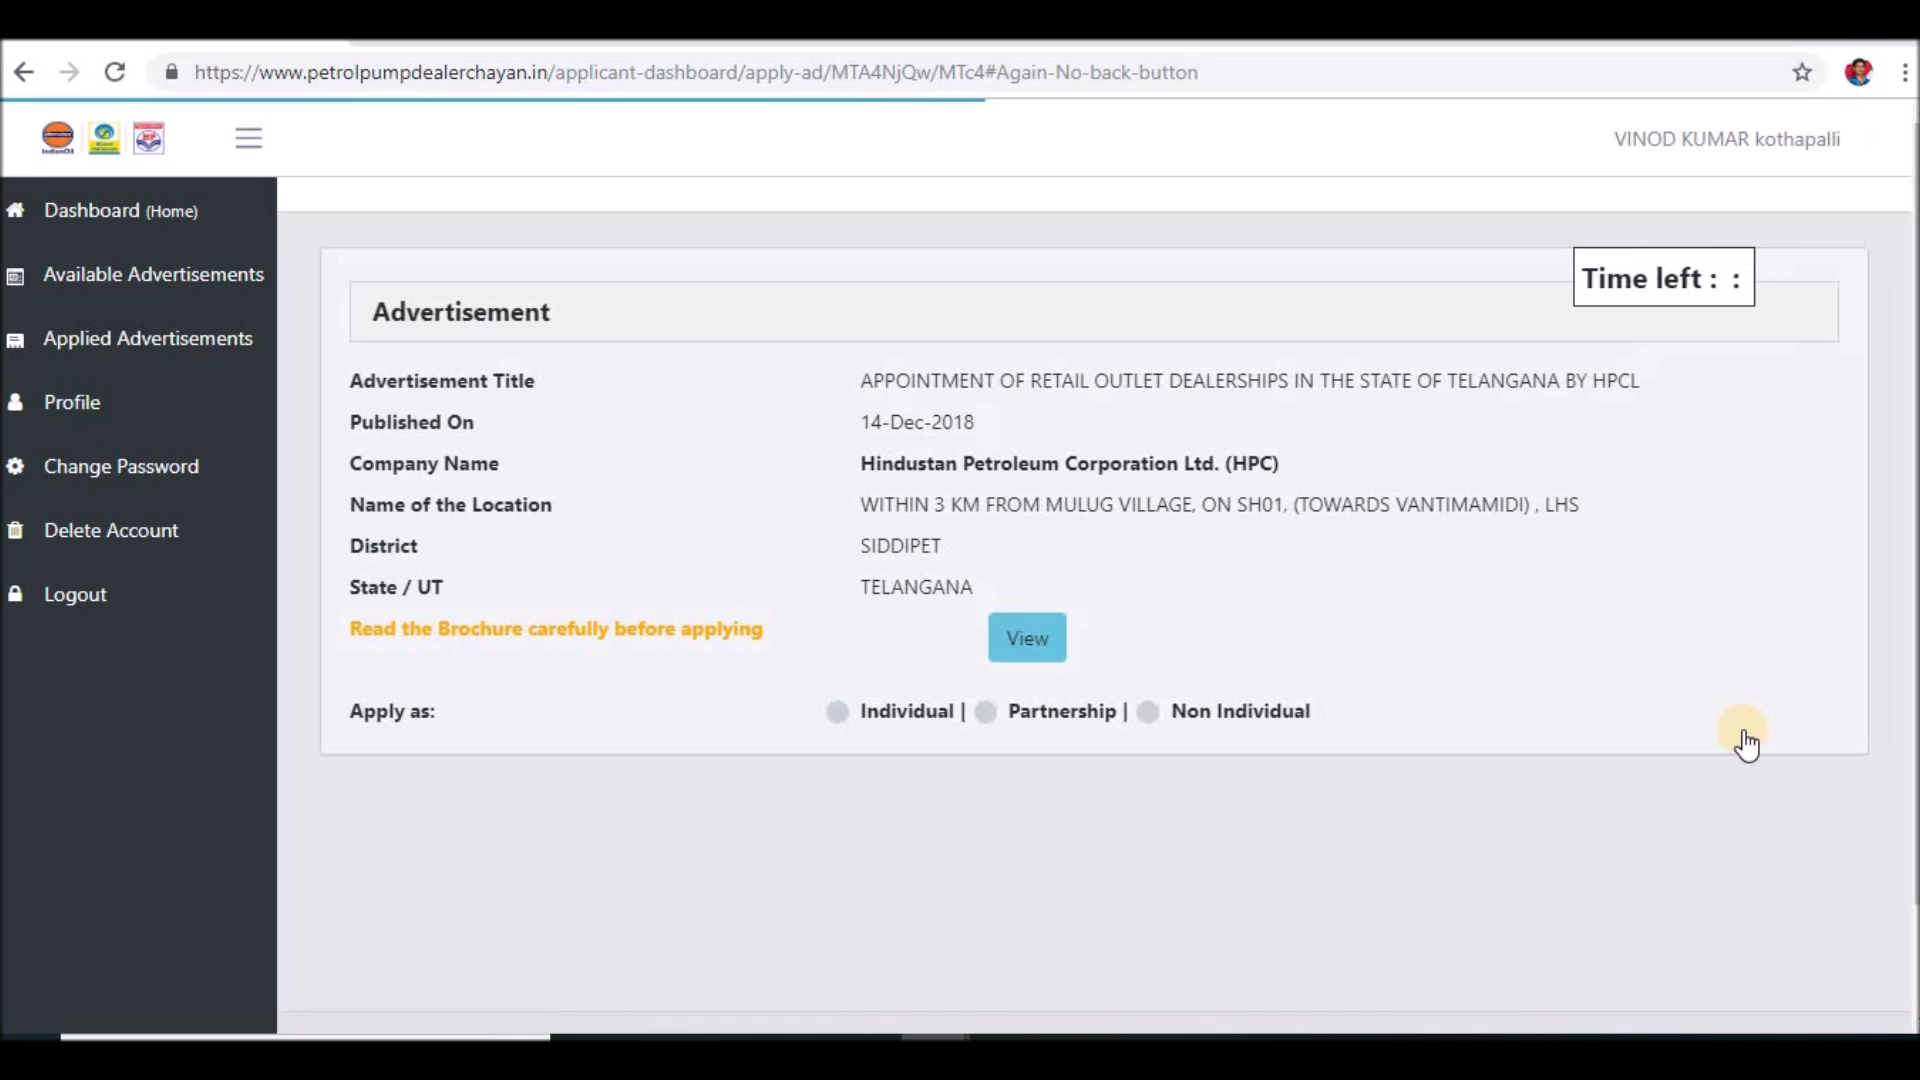 https://www.petrolpumpdealerchayan.in/applicant-dashboard/apply-ad/MTA4NjQw/MTc4#Again-No-back-button
VINOD KUMAR kothapalli
Dashboard (Home)
Available Advertisements
Applied Advertisements
Profile
Change Password
Delete Account
Logout
Time left : :
Advertisement
Advertisement Title APPOINTMENT OF RETAIL OUTLET DEALERSHIPS IN THE STATE OF TELANGANA BY HPCL
Published On 14-Dec-2018
Company Name Hindustan Petroleum Corporation Ltd. (HPC)
Name of the Location WITHIN 3 KM FROM MULUG VILLAGE, ON SH01, (TOWARDS VANTIMAMIDI) , LHS
District SIDDIPET
State / UT TELANGANA
Read the Brochure carefully before applying View
Apply as: Individual | Partnership | Non Individual